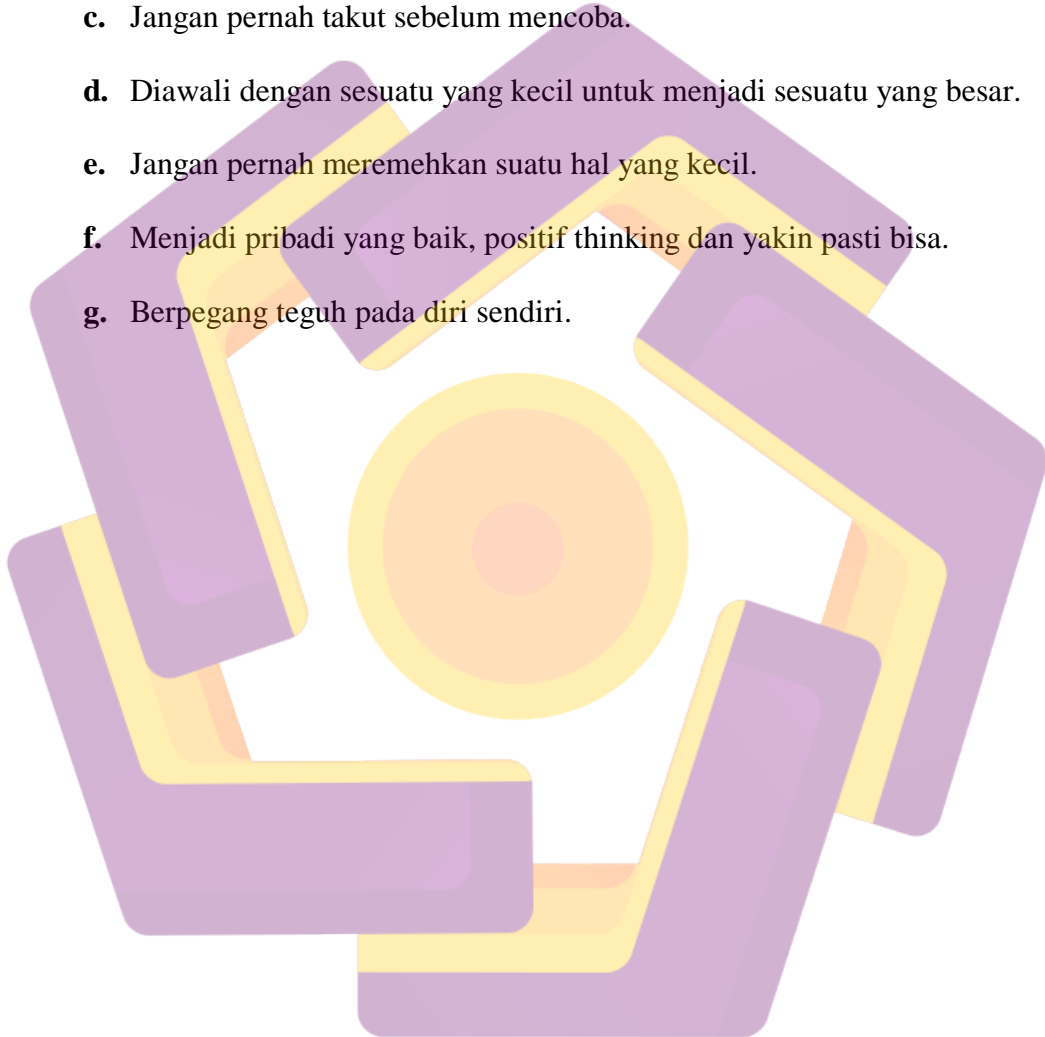 c. Jangan pernah takut sebelum mencoba.
d. Diawali dengan sesuatu yang kecil untuk menjadi sesuatu yang besar.
e. Jangan pernah meremehkan suatu hal yang kecil.
f. Menjadi pribadi yang baik, positif thinking dan yakin pasti bisa.
g. Berpegang teguh pada diri sendiri.